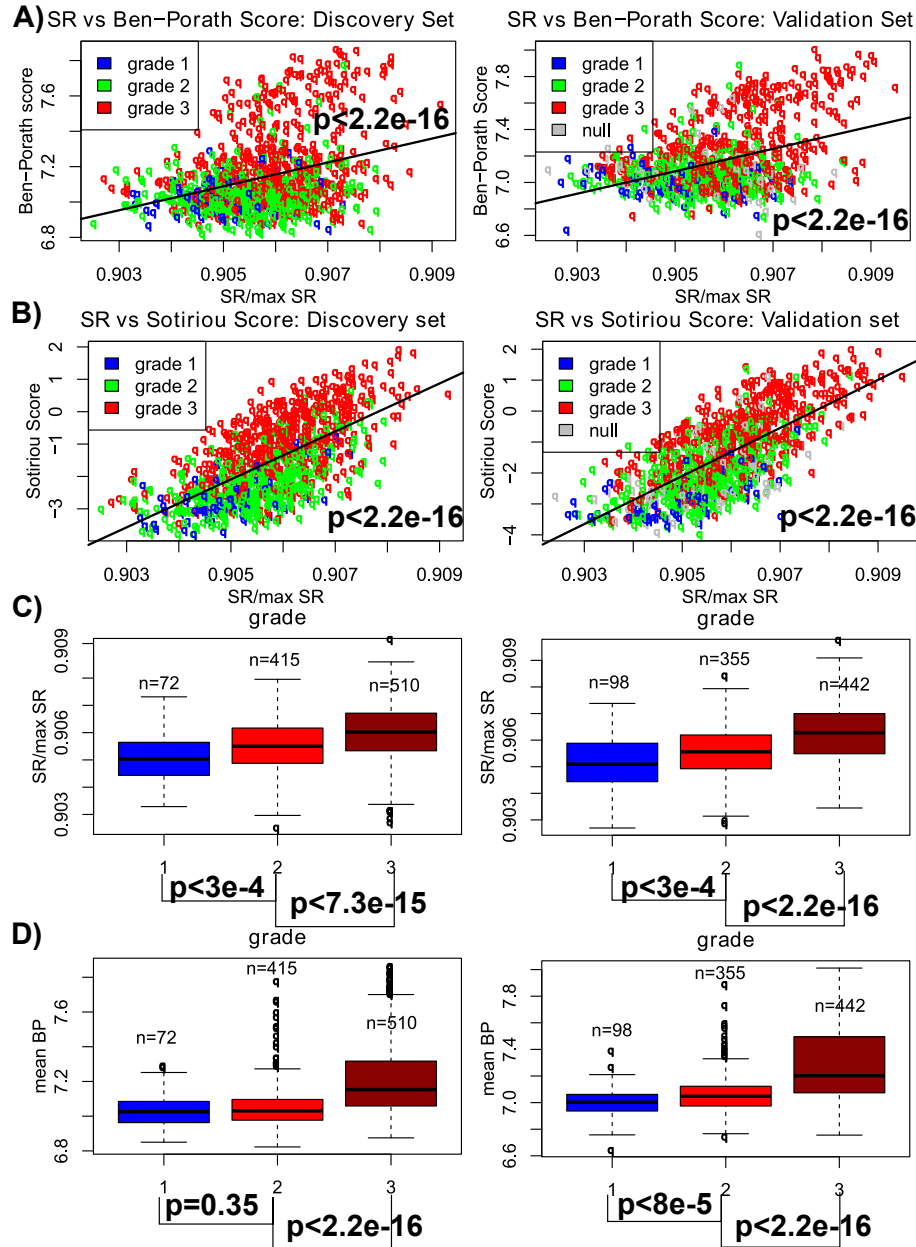 A)
SR vs Ben−Porath Score: Discovery Set
Ben−Porath Score
7.6
7.2
6.8
grade 1
grade 2
grade 3
p<2.2e-16
0.903 0.905 0.907 0.909
SR/max SR
SR vs Ben−Porath Score: Validation Set
Ben−Porath Score
7.8
7.4
7.0
6.6
grade 1
grade 2
grade 3
null
p<2.2e-16
0.903 0.905 0.907 0.909
SR/max SR
B)
SR vs Sotiriou Score: Discovery set
Sotiriou Score
2
1
0
−1
−3
grade 1
grade 2
grade 3
p<2.2e-16
0.903 0.905 0.907 0.909
SR/max SR
SR vs Sotiriou Score: Validation set
Sotiriou Score
2
1
0
−2
−3
−4
grade 1
grade 2
grade 3
null
p<2.2e-16
0.903 0.905 0.907 0.909
SR/max SR
C)
grade
SR/max SR
0.909
0.906
0.903
n=72
n=415
n=510
1 2 3
p<3e-4
p<7.3e-15
grade
SR/max SR
0.909
0.906
0.903
n=98
n=355
n=442
1 2 3
p<3e-4
p<2.2e-16
D)
grade
mean BP
7.6
7.2
6.8
n=72
n=415
n=510
1 2 3
p=0.35
p<2.2e-16
grade
mean BP
7.8
7.4
7.0
6.6
n=98
n=355
n=442
1 2 3
p<8e-5
p<2.2e-16